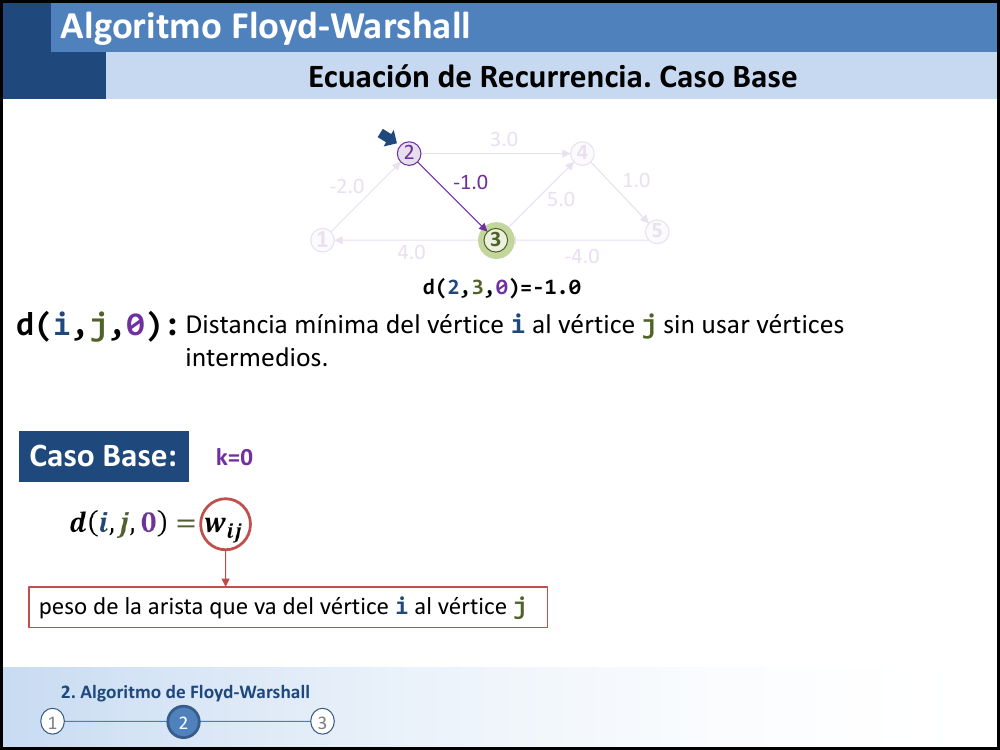 Algoritmo Floyd-Warshall
Ecuación de Recurrencia. Caso Base
3.0
2
4
-2.0
-1.0
1.0
5.0
1
3
5
4.0
-4.0
d(2,3,0)=-1.0
d(i,j,0): Distancia mínima del vértice i al vértice j sin usar vértices
intermedios.
Caso Base: k=0
d(i,j,0) = w_{ij}
peso de la arista que va del vértice i al vértice j
2. Algoritmo de Floyd-Warshall
1 2 3